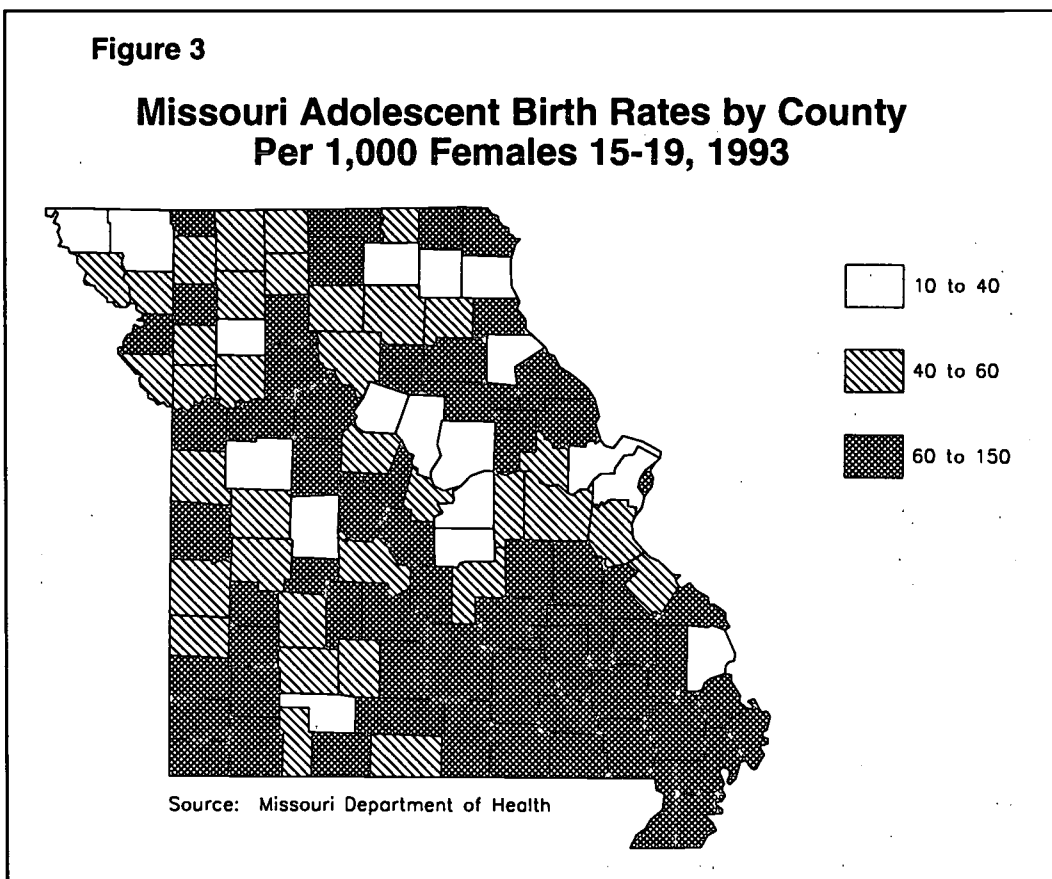 Figure 3
Missouri Adolescent Birth Rates by County
Per 1,000 Females 15-19, 1993
10 to 40
40 to 60
60 to 150
Source: Missouri Department of Health